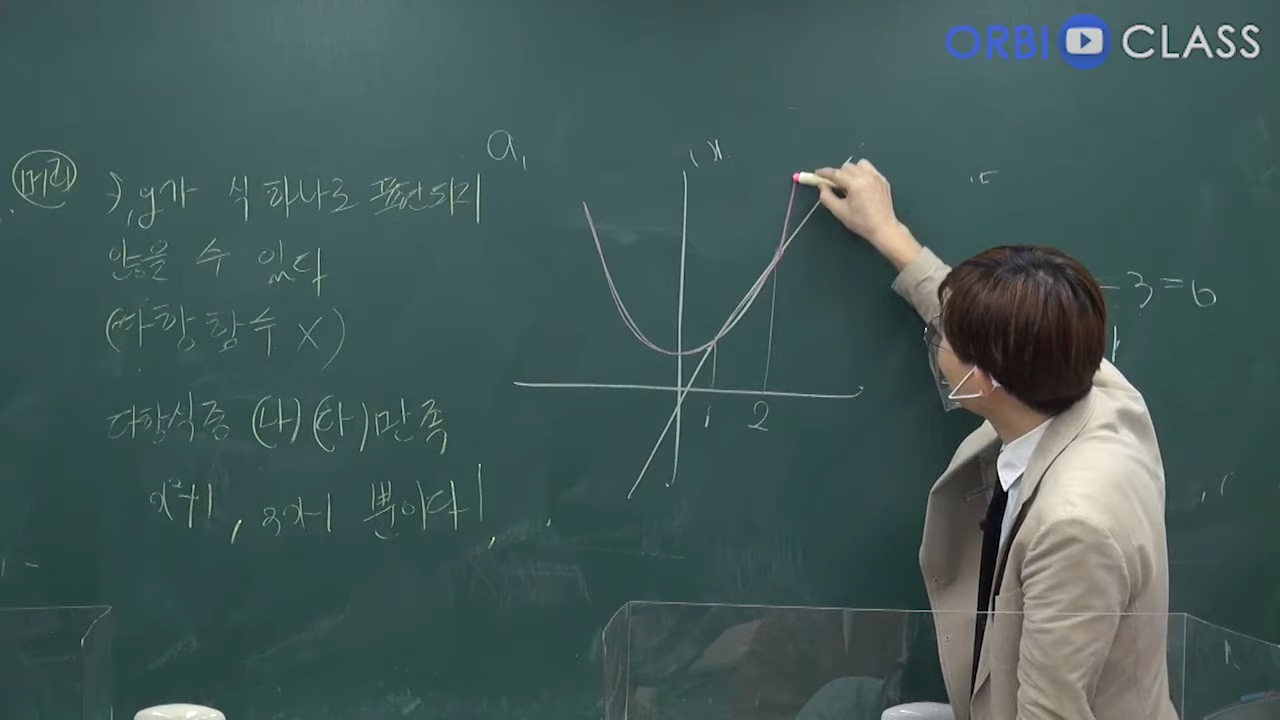 ORBI CLASS
머리
f, g가 식 하나로 표현되지
않을 수 있다
(다항함수 X)
다항식중 (나) (다) 만족
x²+1, 3x-1 뿐이다
a,
(x
1 2
-3=6